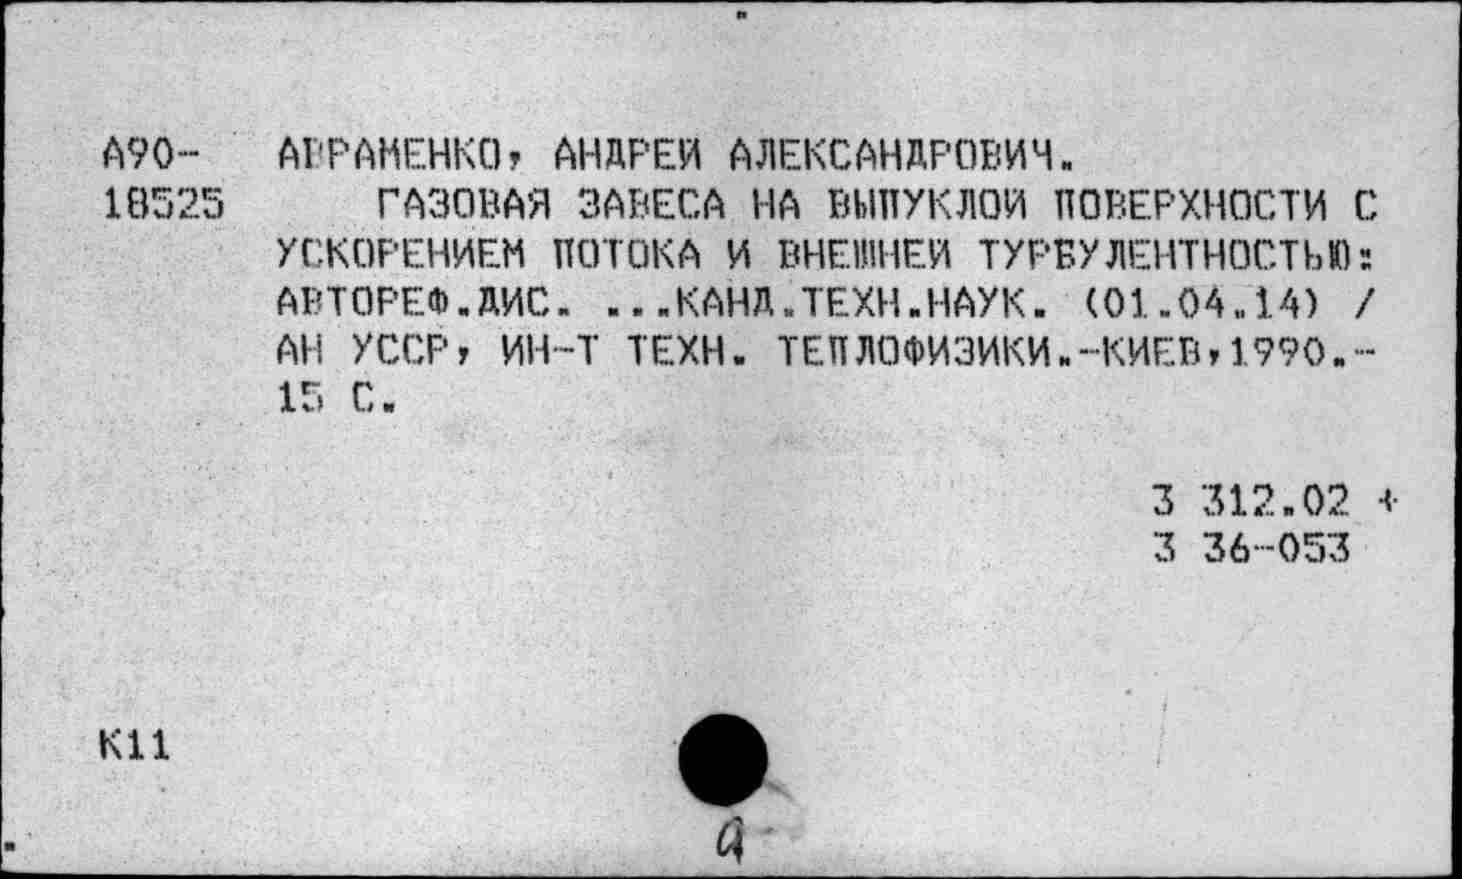 А90-    АВРАМЕНКО, АНДРЕЙ АЛЕКСАНДРОВИЧ.
18525    ГАЗОВАЯ ЗАВЕСА НА ВЫПУКЛОЙ ПОВЕРХНОСТИ С
УСКОРЕНИЕМ ПОТОКА И ВНЕШНЕЙ ТУРБУЛЕНТНОСТЬЮ:
АВТОРЕФ.ДИС. ...КАНД.ТЕХН.НАУК. (01.04.14) /
АН УССР, ИН-Т ТЕХН. ТЕПЛОФИЗИКИ.-КИЕВ,1990.-
15 С.
3 312.02 +
3 36-053
К11
а